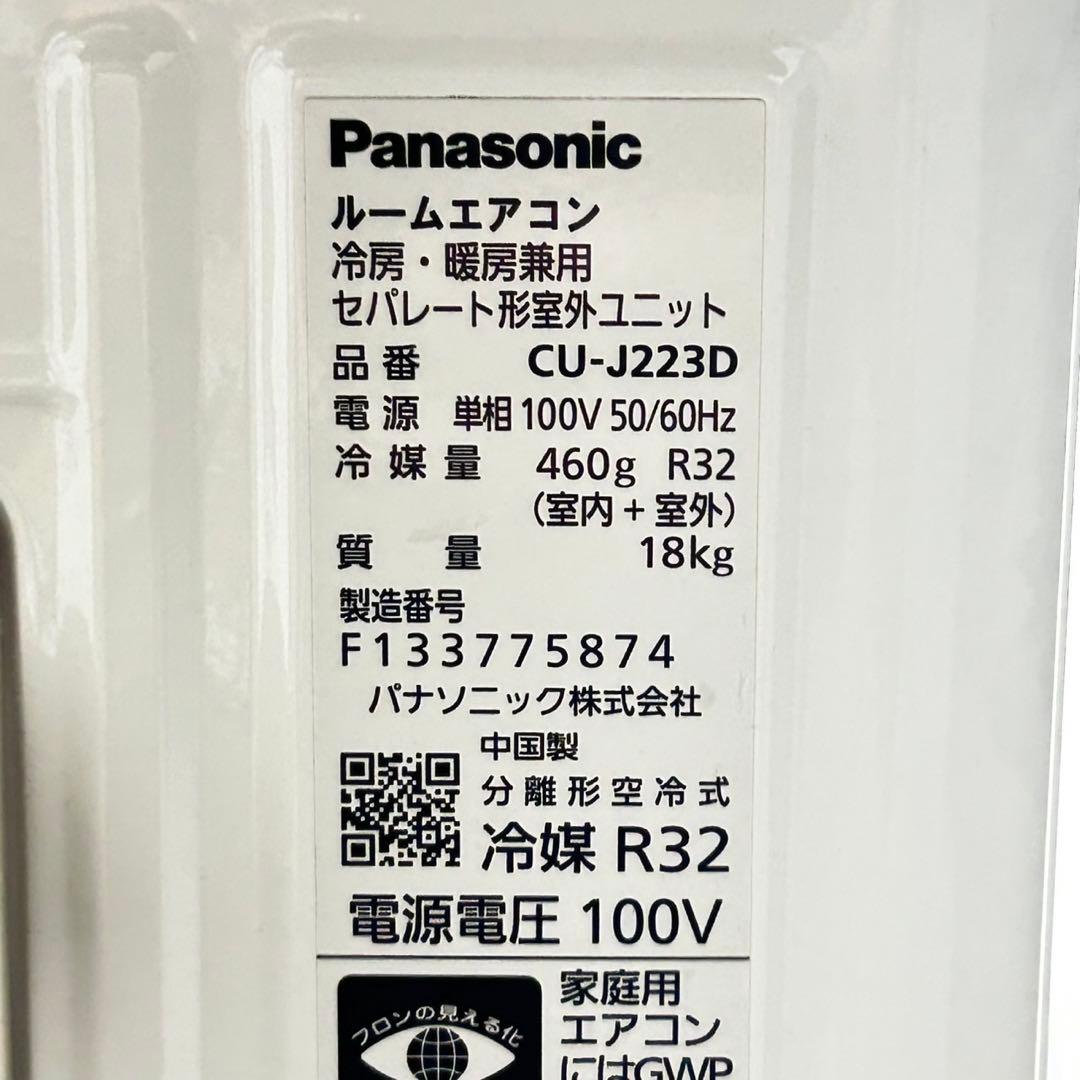 Panasonic
ルームエアコン
冷房・暖房兼用
セパレート形室外ユニット
品番 CU-J223D
電源 単相 100V 50/60Hz
冷媒量 460g R32
(室内+室外)
質量 18kg
製造番号
F133775874
パナソニック株式会社
中国製
分離形空冷式
冷媒 R32
電源電圧 100V
フロンの見える化
家庭用
エアコン
にはGWP